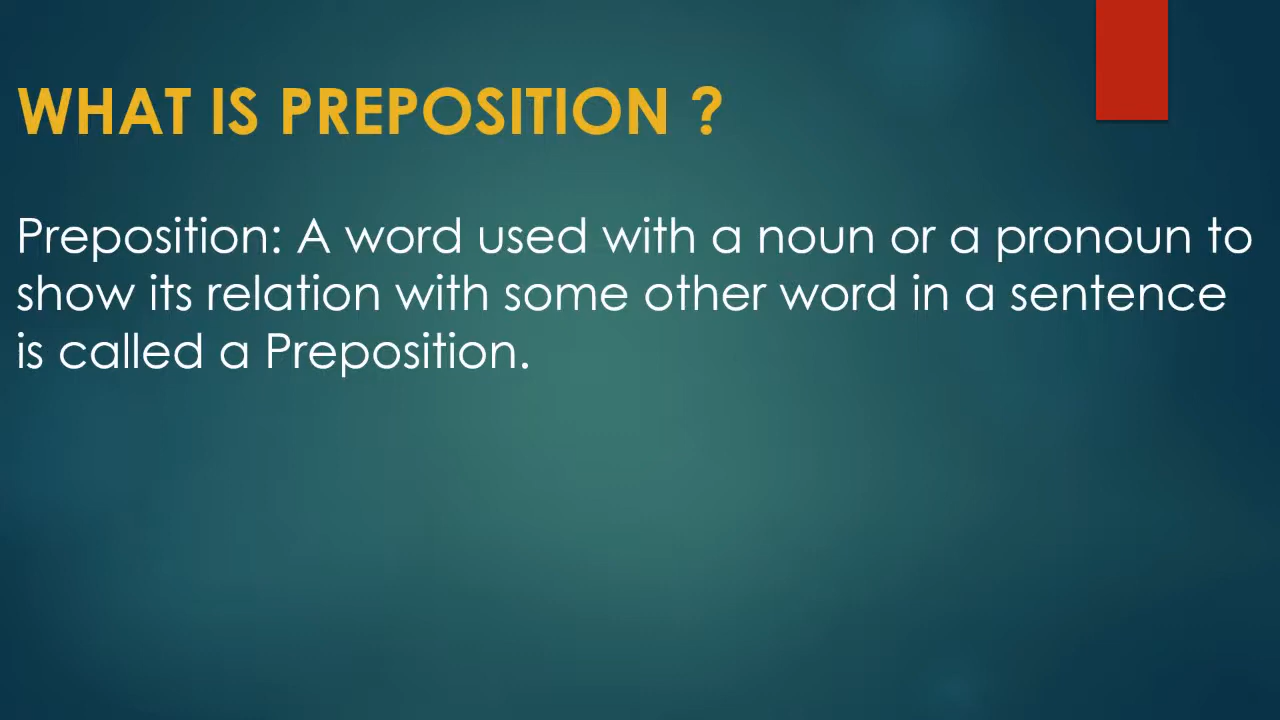 WHAT IS PREPOSITION ?
Preposition: A word used with a noun or a pronoun to
show its relation with some other word in a sentence
is called a Preposition.